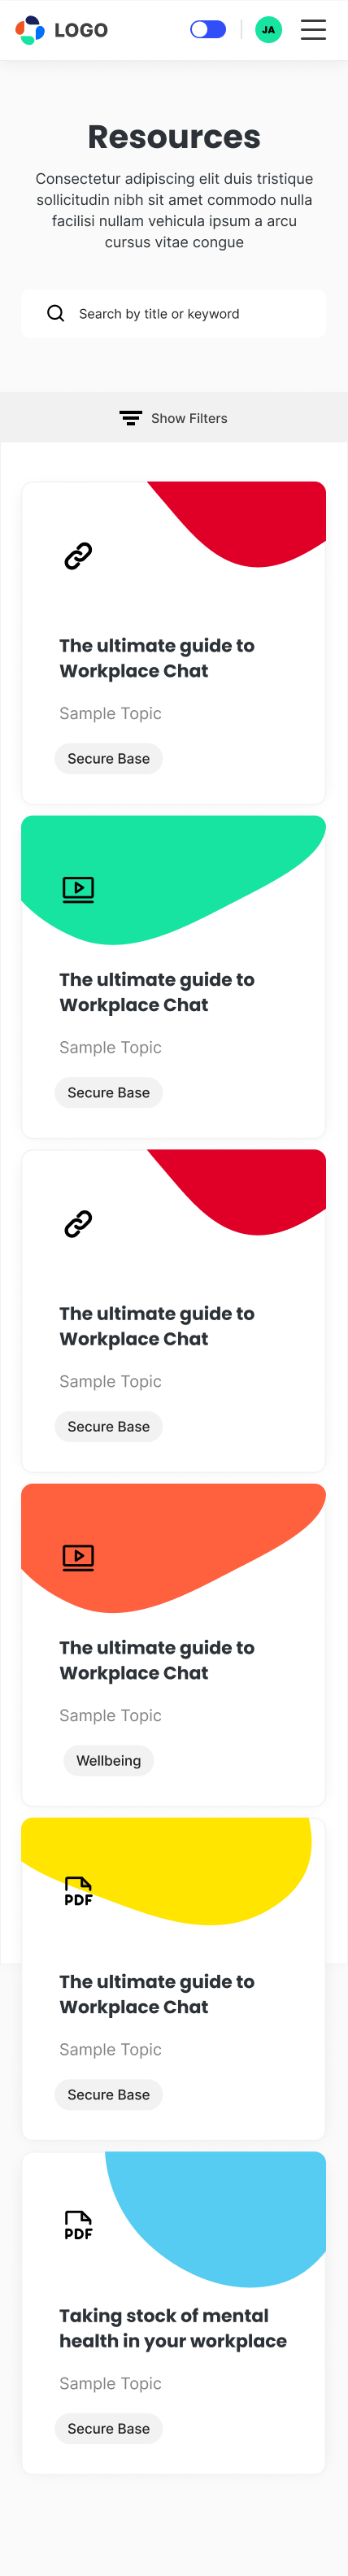 LOGO
JA
Resources
Consectetur adipiscing elit duis tristique
sollicitudin nibh sit amet commodo nulla
facilisi nullam vehicula ipsum a arcu
cursus vitae congue
Search by title or keyword
Show Filters
The ultimate guide to
Workplace Chat
Sample Topic
Secure Base
The ultimate guide to
Workplace Chat
Sample Topic
Secure Base
The ultimate guide to
Workplace Chat
Sample Topic
Secure Base
The ultimate guide to
Workplace Chat
Sample Topic
Wellbeing
PDF
The ultimate guide to
Workplace Chat
Sample Topic
Secure Base
PDF
Taking stock of mental
health in your workplace
Sample Topic
Secure Base